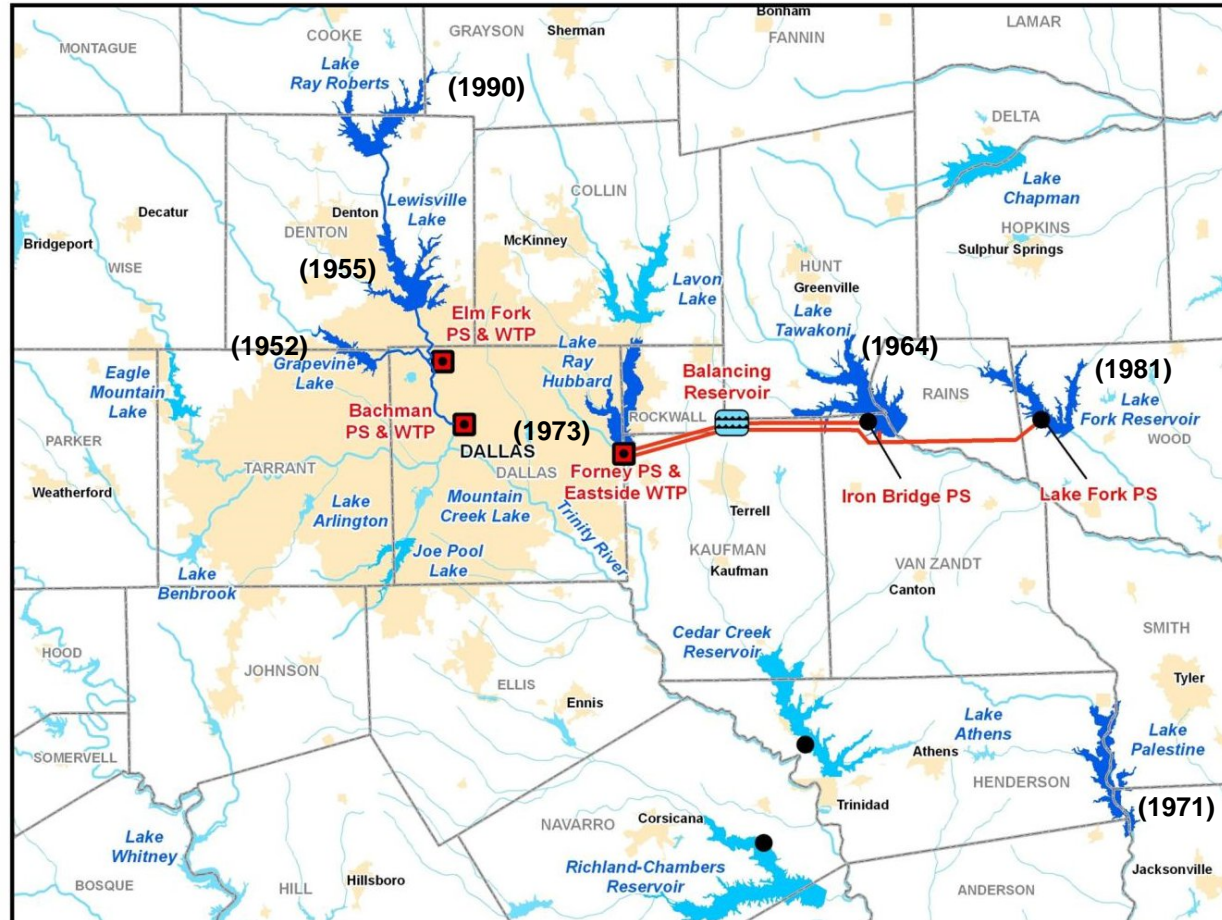 Bonham
COOKE
GRAYSON
Sherman
FANNIN
LAMAR
MONTAGUE
Lake
Ray Roberts
(1990)
DELTA
Lake
Chapman
COLLIN
Lewisville
Lake
Decatur
Denton
DENTON
McKinney
HOPKINS
Sulphur Springs
Bridgeport
WISE
(1955)
HUNT
Greenville
Lavon
Lake
Lake
Tawakoni
Elm Fork
PS & WTP
(1952)
Grapevine
Lake
Lake
Ray
Hubbard
(1964)
Eagle
Mountain
Lake
Balancing
Reservoir
RAINS
(1981)
Lake
Fork Reservoir
Bachman
PS & WTP
(1973)
ROCKWALL
WOOD
PARKER
DALLAS
DALLAS
TARRANT
Forney PS &
Eastside WTP
Iron Bridge PS
Lake Fork PS
Weatherford
Lake
Arlington
Mountain
Creek Lake
Trinity River
Terrell
Joe Pool
Lake
KAUFMAN
Kaufman
VAN ZANDT
Canton
Lake
Benbrook
Cedar Creek
Reservoir
SMITH
HOOD
JOHNSON
ELLIS
Ennis
Tyler
Lake
Athens
Lake
Palestine
Athens
SOMERVELL
HENDERSON
Trinidad
(1971)
NAVARRO
Corsicana
Lake
Whitney
Richland-Chambers
Reservoir
Jacksonville
BOSQUE
HILL
Hillsboro
ANDERSON